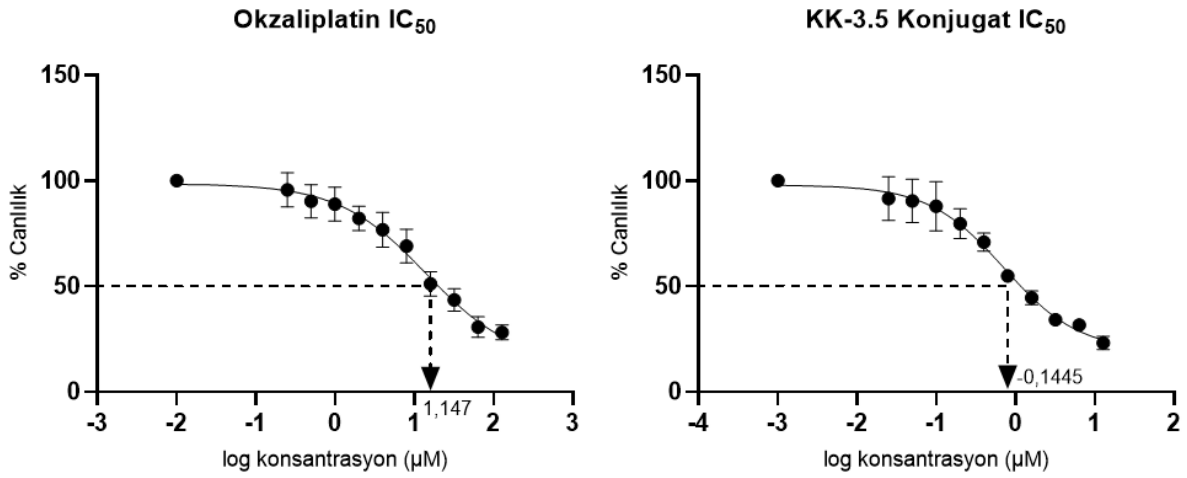 Okzaliplatin IC50
150
100
50
0
% Canlılık
-3 -2 -1 0 1 2 3
1,147
log konsantrasyon (µM)
KK-3.5 Konjugat IC50
150
100
50
0
% Canlılık
-4 -3 -2 -1 0 1 2
-0,1445
log konsantrasyon (µM)